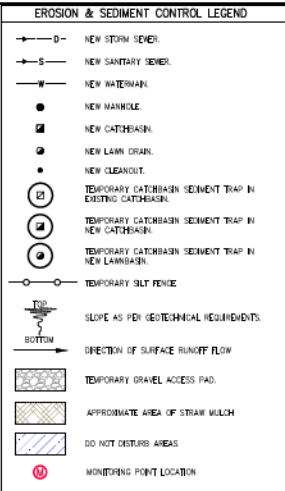 EROSION & SEDIMENT CONTROL LEGEND
D NEW STORM SEWER.
S NEW SANITARY SEWER.
W NEW WATERMAIN.
NEW MANHOLE.
NEW CATCHBASIN.
NEW LAWN DRAIN.
NEW CLEANOUT.
TEMPORARY CATCHBASIN SEDIMENT TRAP IN
EXISTING CATCHBASIN.
TEMPORARY CATCHBASIN SEDIMENT TRAP IN
NEW CATCHBASIN.
TEMPORARY CATCHBASIN SEDIMENT TRAP IN
NEW LAWNBASIN.
TEMPORARY SILT FENCE
TOP
SLOPE AS PER GEOTECHNICAL REQUIREMENTS.
BOTTOM
DIRECTION OF SURFACE RUNOFF FLOW
TEMPORARY GRAVEL ACCESS PAD.
APPROXIMATE AREA OF STRAW MULCH
DO NOT DISTURB AREAS
M MONITORING POINT LOCATION